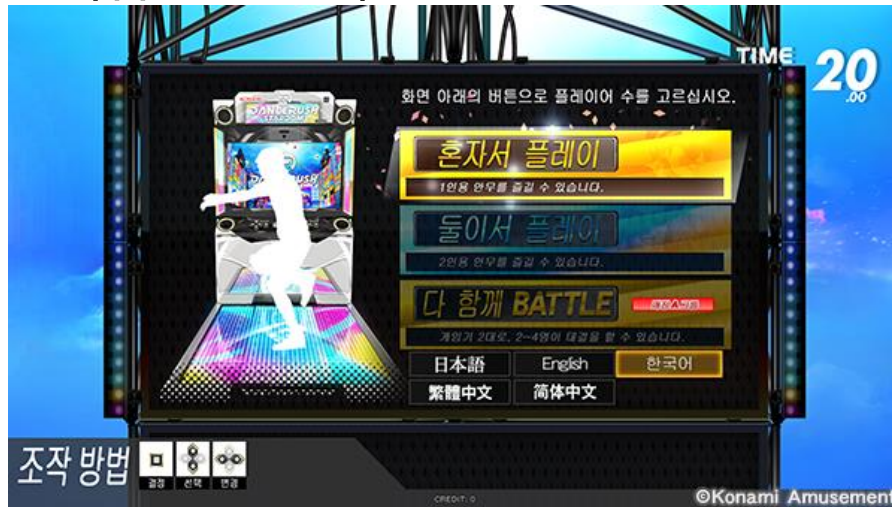 TIME 20
.00
화면 아래의 버튼으로 플레이어 수를 고르십시오.
DANCERUSH
STARDOM
혼자서 플레이
1인용 안무를 즐길 수 있습니다.
둘이서 플레이
2인용 안무를 즐길 수 있습니다.
다 함께 BATTLE
게임기 2대로, 2~4명이 대결을 할 수 있습니다.
日本語 English 한국어
繁體中文 简体中文
조작 방법
결정 선택 변경
CREDIT: 0
©Konami Amusement